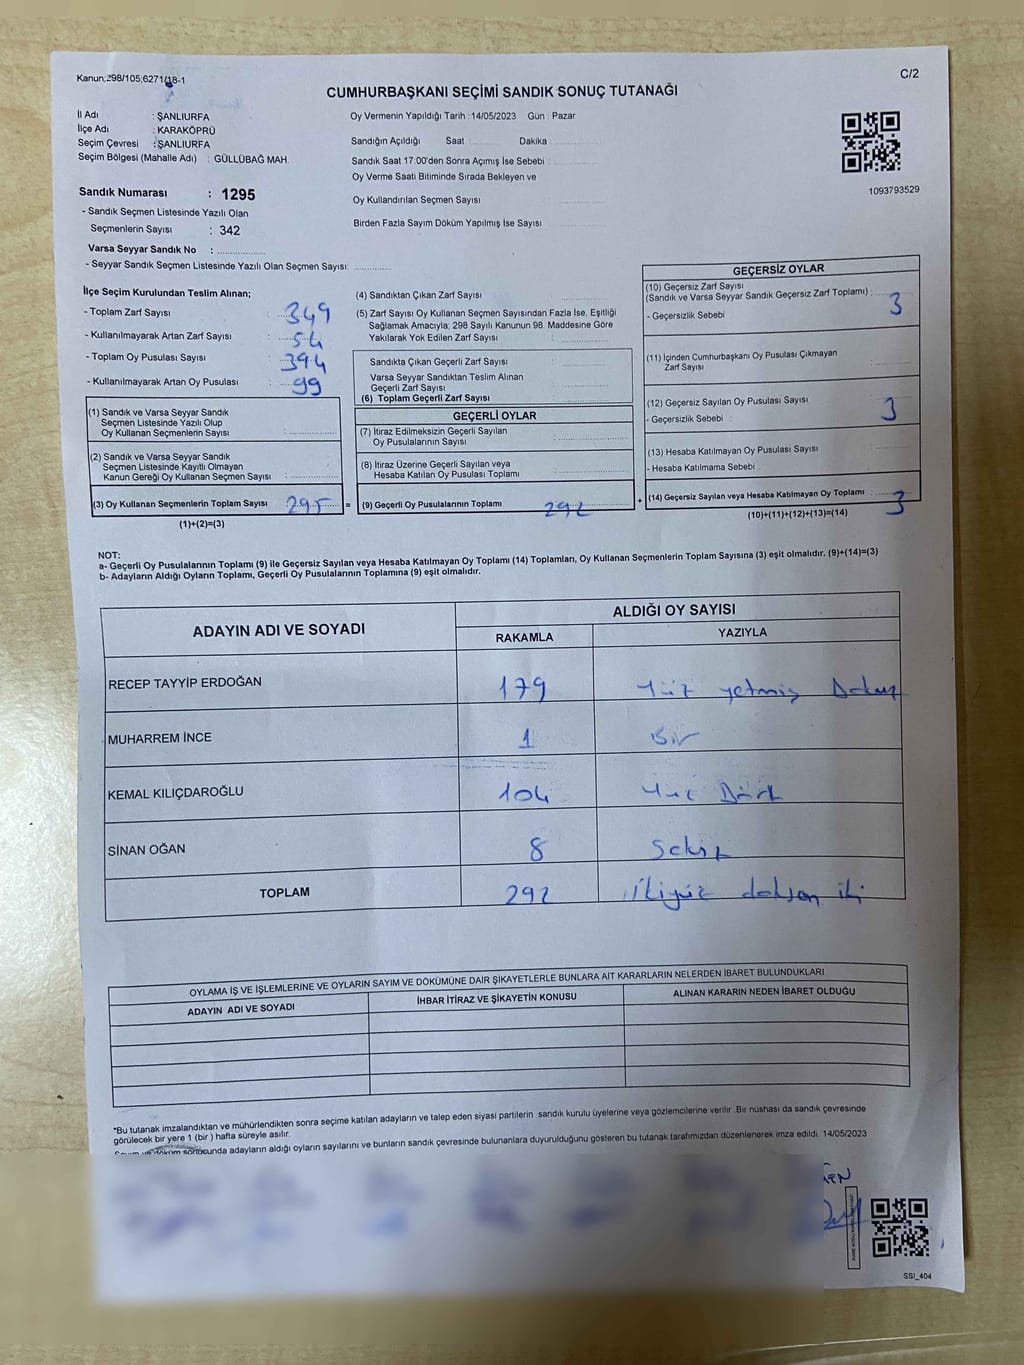 Kanun;298/105,6271/18-1
C/2
CUMHURBAŞKANI SEÇİMİ SANDIK SONUÇ TUTANAĞI
İl Adı : ŞANLIURFA
İlçe Adı : KARAKÖPRÜ
Seçim Çevresi : ŞANLIURFA
Seçim Bölgesi (Mahalle Adı) : GÜLLÜBAĞ MAH.
Oy Vermenin Yapıldığı Tarih : 14/05/2023 Gün : Pazar
Sandığın Açıldığı Saat Dakika
Sandık Saat 17:00'den Sonra Açımış İse Sebebi
Oy Verme Saati Bitiminde Sırada Bekleyen ve
Oy Kullandırılan Seçmen Sayısı
Birden Fazla Sayım Döküm Yapılmış İse Sayısı
1093793529
Sandık Numarası : 1295
- Sandık Seçmen Listesinde Yazılı Olan
Seçmenlerin Sayısı : 342
Varsa Seyyar Sandık No :
- Seyyar Sandık Seçmen Listesinde Yazılı Olan Seçmen Sayısı:
İlçe Seçim Kurulundan Teslim Alınan;
- Toplam Zarf Sayısı : 349
- Kullanılmayarak Artan Zarf Sayısı : 54
- Toplam Oy Pusulası Sayısı : 394
- Kullanılmayarak Artan Oy Pusulası : 99
(1) Sandık ve Varsa Seyyar Sandık
Seçmen Listesinde Yazılı Olup
Oy Kullanan Seçmenlerin Sayısı :
(2) Sandık ve Varsa Seyyar Sandık
Seçmen Listesinde Kayıtlı Olmayan
Kanun Gereği Oy Kullanan Seçmen Sayısı :
(3) Oy Kullanan Seçmenlerin Toplam Sayısı 295 =
(1)+(2)=(3)
(4) Sandıktan Çıkan Zarf Sayısı
(5) Zarf Sayısı Oy Kullanan Seçmen Sayısından Fazla İse, Eşitliği
Sağlamak Amacıyla; 298 Sayılı Kanunun 98. Maddesine Göre
Yakılarak Yok Edilen Zarf Sayısı :
Sandıkta Çıkan Geçerli Zarf Sayısı
Varsa Seyyar Sandıktan Teslim Alınan
Geçerli Zarf Sayısı
(6) Toplam Geçerli Zarf Sayısı
GEÇERLİ OYLAR
(7) İtiraz Edilmeksizin Geçerli Sayılan
Oy Pusulalarının Sayısı
(8) İtiraz Üzerine Geçerli Sayılan veya
Hesaba Katılan Oy Pusulası Toplamı
(9) Geçerli Oy Pusulalarının Toplamı 292 +
GEÇERSİZ OYLAR
(10) Geçersiz Zarf Sayısı
(Sandık ve Varsa Seyyar Sandık Geçersiz Zarf Toplamı) : 3
- Geçersizlik Sebebi :
(11) İçinden Cumhurbaşkanı Oy Pusulası Çıkmayan
Zarf Sayısı
(12) Geçersiz Sayılan Oy Pusulası Sayısı 3
- Geçersizlik Sebebi :
(13) Hesaba Katılmayan Oy Pusulası Sayısı
- Hesaba Katılmama Sebebi
(14) Geçersiz Sayılan veya Hesaba Katılmayan Oy Toplamı : 3
(10)+(11)+(12)+(13)=(14)
NOT:
a- Geçerli Oy Pusulalarının Toplamı (9) ile Geçersiz Sayılan veya Hesaba Katılmayan Oy Toplamı (14) Toplamları, Oy Kullanan Seçmenlerin Toplam Sayısına (3) eşit olmalıdır. (9)+(14)=(3)
b- Adayların Aldığı Oyların Toplamı, Geçerli Oy Pusulalarının Toplamına (9) eşit olmalıdır.
ADAYIN ADI VE SOYADI
ALDIĞI OY SAYISI
RAKAMLA YAZIYLA
RECEP TAYYİP ERDOĞAN 179 Yüz yetmiş Dokuz
MUHARREM İNCE 1 Bir
KEMAL KILIÇDAROĞLU 104 Yüz Dört
SİNAN OĞAN 8 Sekiz
TOPLAM 292 ikiyüz doksan iki
OYLAMA İŞ VE İŞLEMLERİNE VE OYLARIN SAYIM VE DÖKÜMÜNE DAİR ŞİKAYETLERLE BUNLARA AİT KARARLARIN NELERDEN İBARET BULUNDUKLARI
ADAYIN ADI VE SOYADI İHBAR İTİRAZ VE ŞİKAYETİN KONUSU ALINAN KARARIN NEDEN İBARET OLDUĞU
*Bu tutanak imzalandıktan ve mühürlendikten sonra seçime katılan adayların ve talep eden siyasi partilerin sandık kurulu üyelerine veya gözlemcilerine verilir. Bir nüshası da sandık çevresinde
görülecek bir yere 1 (bir ) hafta süreyle asılır.
sonucunda adayların aldığı oyların sayılarını ve bunların sandık çevresinde bulunanlara duyurulduğunu gösteren bu tutanak tarafımızdan düzenlenerek imza edildi. 14/05/2023
SSI_404